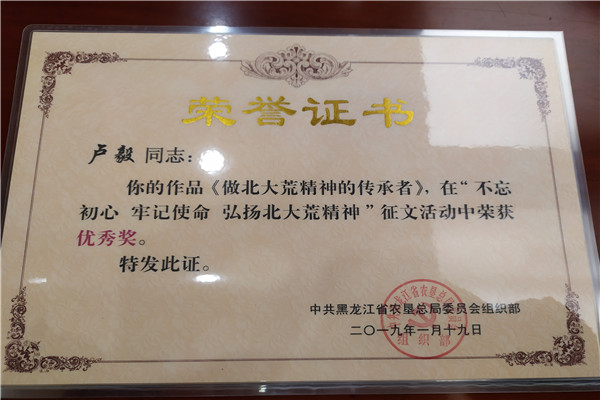 荣誉证书
卢毅 同志：
你的作品《做北大荒精神的传承者》，在“不忘
初心 牢记使命 弘扬北大荒精神”征文活动中荣获
优秀奖。
特发此证。
中共黑龙江省农垦总局委员会组织部
二〇一九年一月十九日
组织部